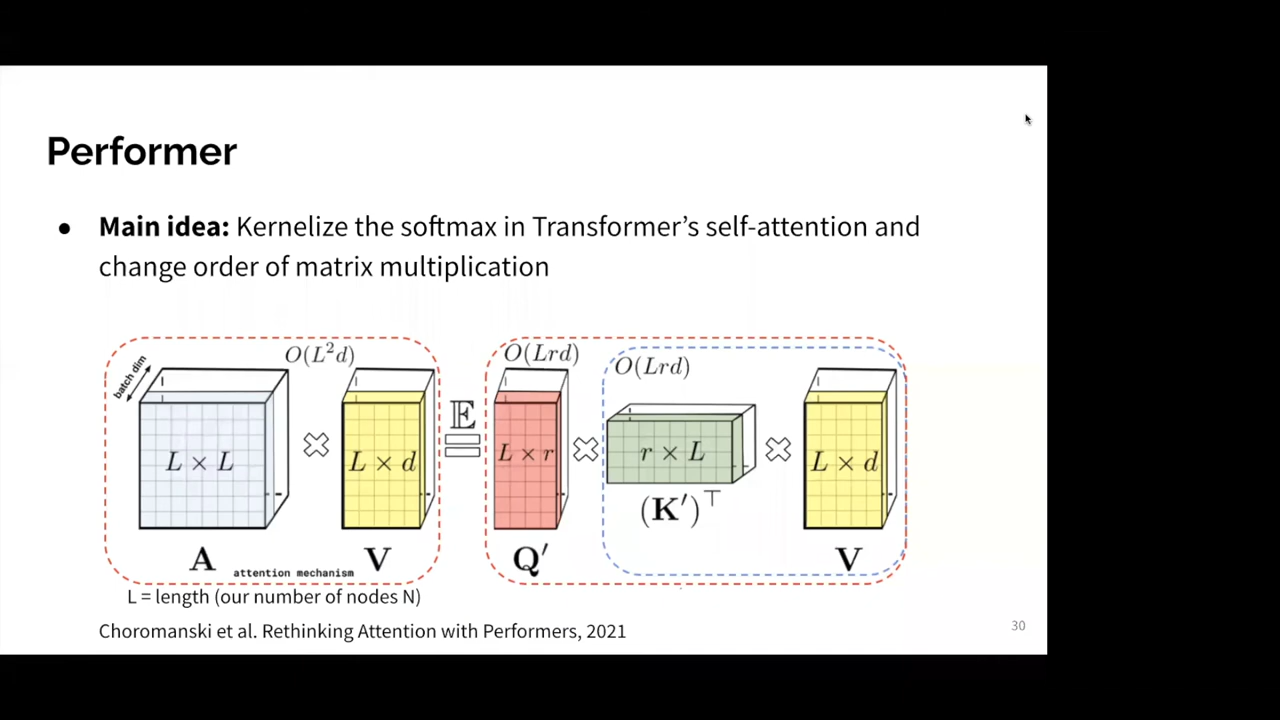 Performer
● Main idea: Kernelize the softmax in Transformer’s self-attention and
change order of matrix multiplication
batch dim
O(L²d)
L × L
L × d
A
attention mechanism
V
𝔼
O(Lrd)
L × r
Q′
O(Lrd)
r × L
(K′)⊤
L × d
V
L = length (our number of nodes N)
Choromanski et al. Rethinking Attention with Performers, 2021
30